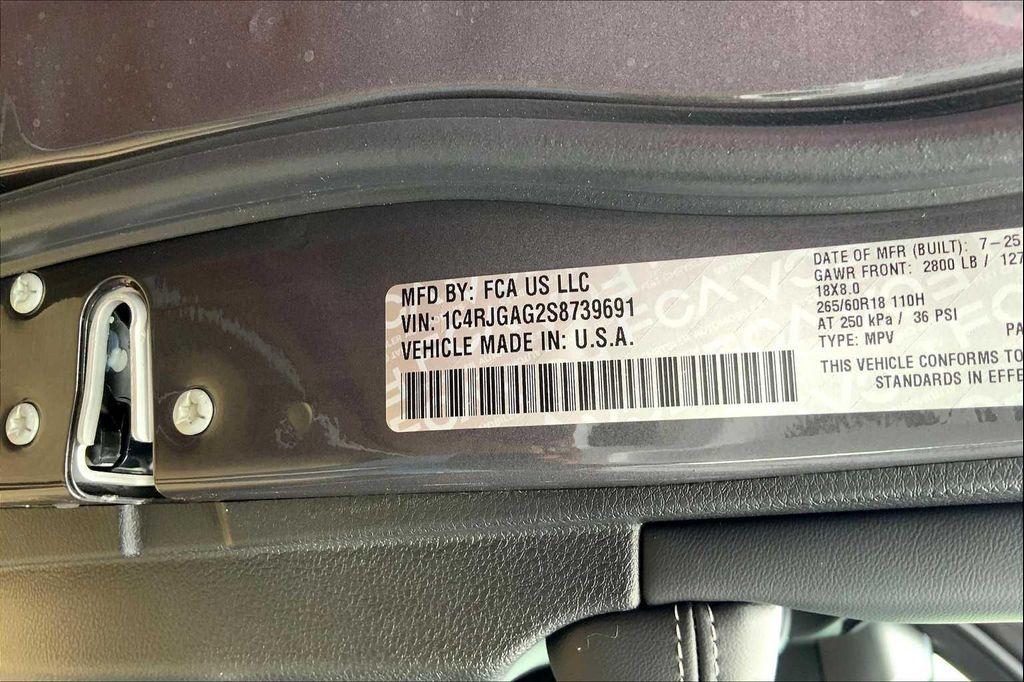 MFD BY: FCA US LLC
VIN: 1C4RJGAG2S8739691
VEHICLE MADE IN: U.S.A.
DATE OF MFR (BUILT): 7-25
GAWR FRONT: 2800 LB / 127
18X8.0
265/60R18 110H
AT 250 kPa / 36 PSI
TYPE: MPV
PA
THIS VEHICLE CONFORMS TO
STANDARDS IN EFFE